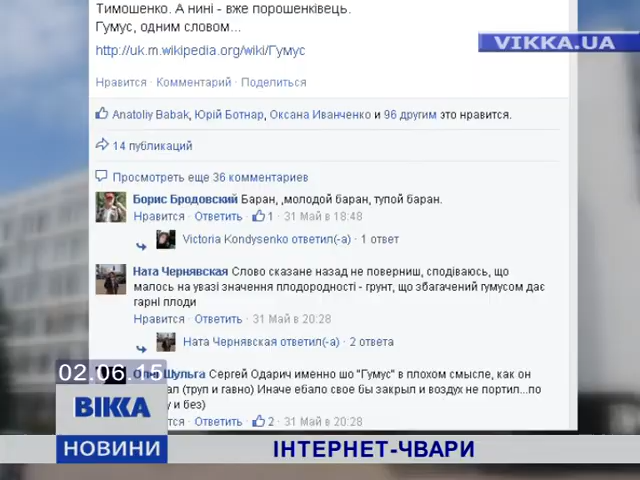 Тимошенко. А нині - вже порошенківець.
Гумус, одним словом...
http://uk.m.wikipedia.org/wiki/Гумус
VIKKA.UA
Нравится · Комментарий · Поделиться
Anatoliy Babak, Юрій Ботнар, Оксана Иванченко и 96 другим это нравится.
14 публикаций
Просмотреть еще 36 комментариев
Борис Бродовский Баран, ,молодой баран, тупой баран.
Нравится · Ответить · 1 · 31 Май в 18:48
Victoria Kondysenko ответил(-а) · 1 ответ
Ната Чернявская Слово сказане назад не поверниш, сподіваюсь, що
малось на увазі значення плодородності - грунт, що збагачений гумусом дає
гарні плоди
Нравится · Ответить · 31 Май в 20:28
Ната Чернявская ответил(-а) · 2 ответа
Шульга Сергей Одарич именно шо "Гумус" в плохом смысле, как он
(труп и гавно) Иначе ебало свое бы закрыл и воздух не портил...по
и без)
Нравится · Ответить · 2 · 31 Май в 20:28
02.06.15
ВІККА
НОВИНИ
ІНТЕРНЕТ-ЧВАРИ